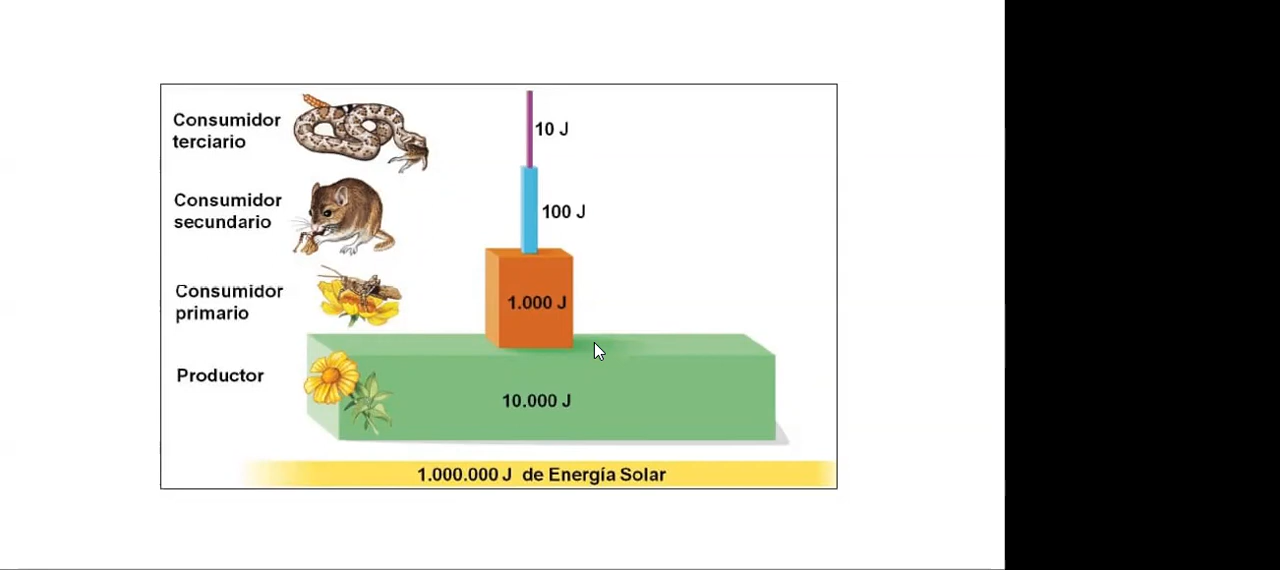 Consumidor
terciario
10 J
Consumidor
secundario
100 J
Consumidor
primario
1.000 J
Productor
10.000 J
1.000.000 J de Energía Solar